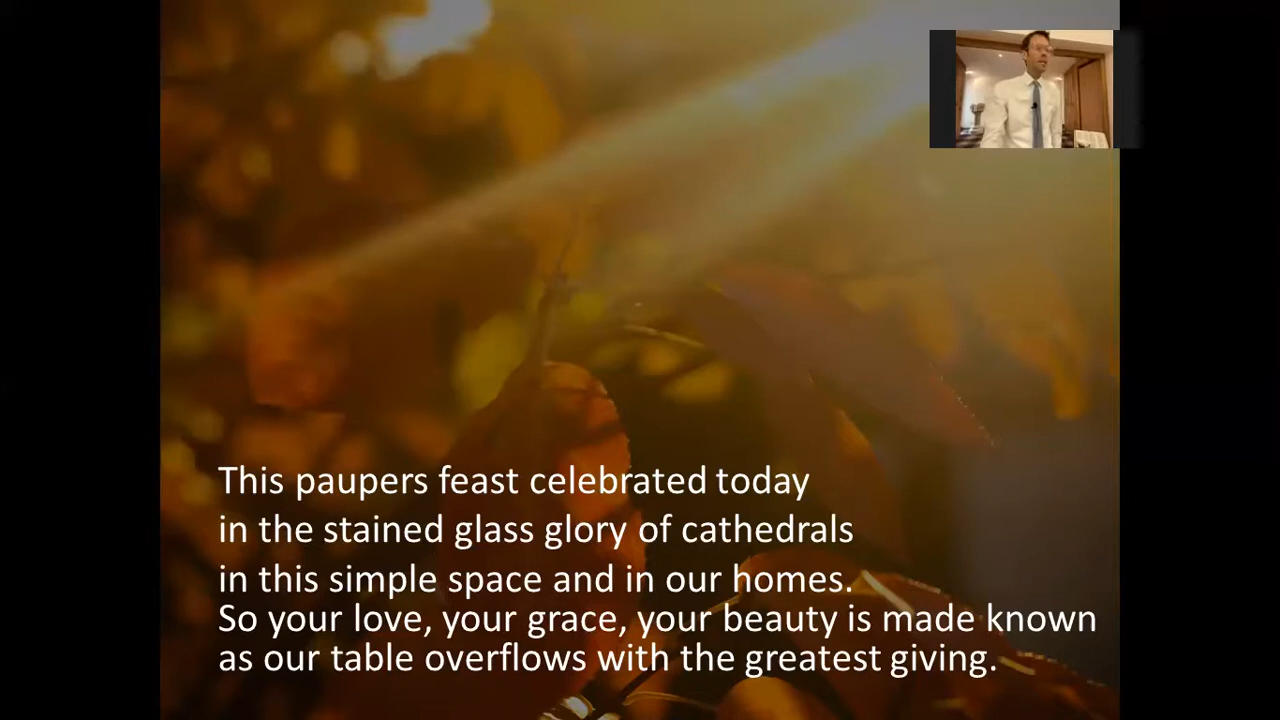 This paupers feast celebrated today
in the stained glass glory of cathedrals
in this simple space and in our homes.
So your love, your grace, your beauty is made known
as our table overflows with the greatest giving.